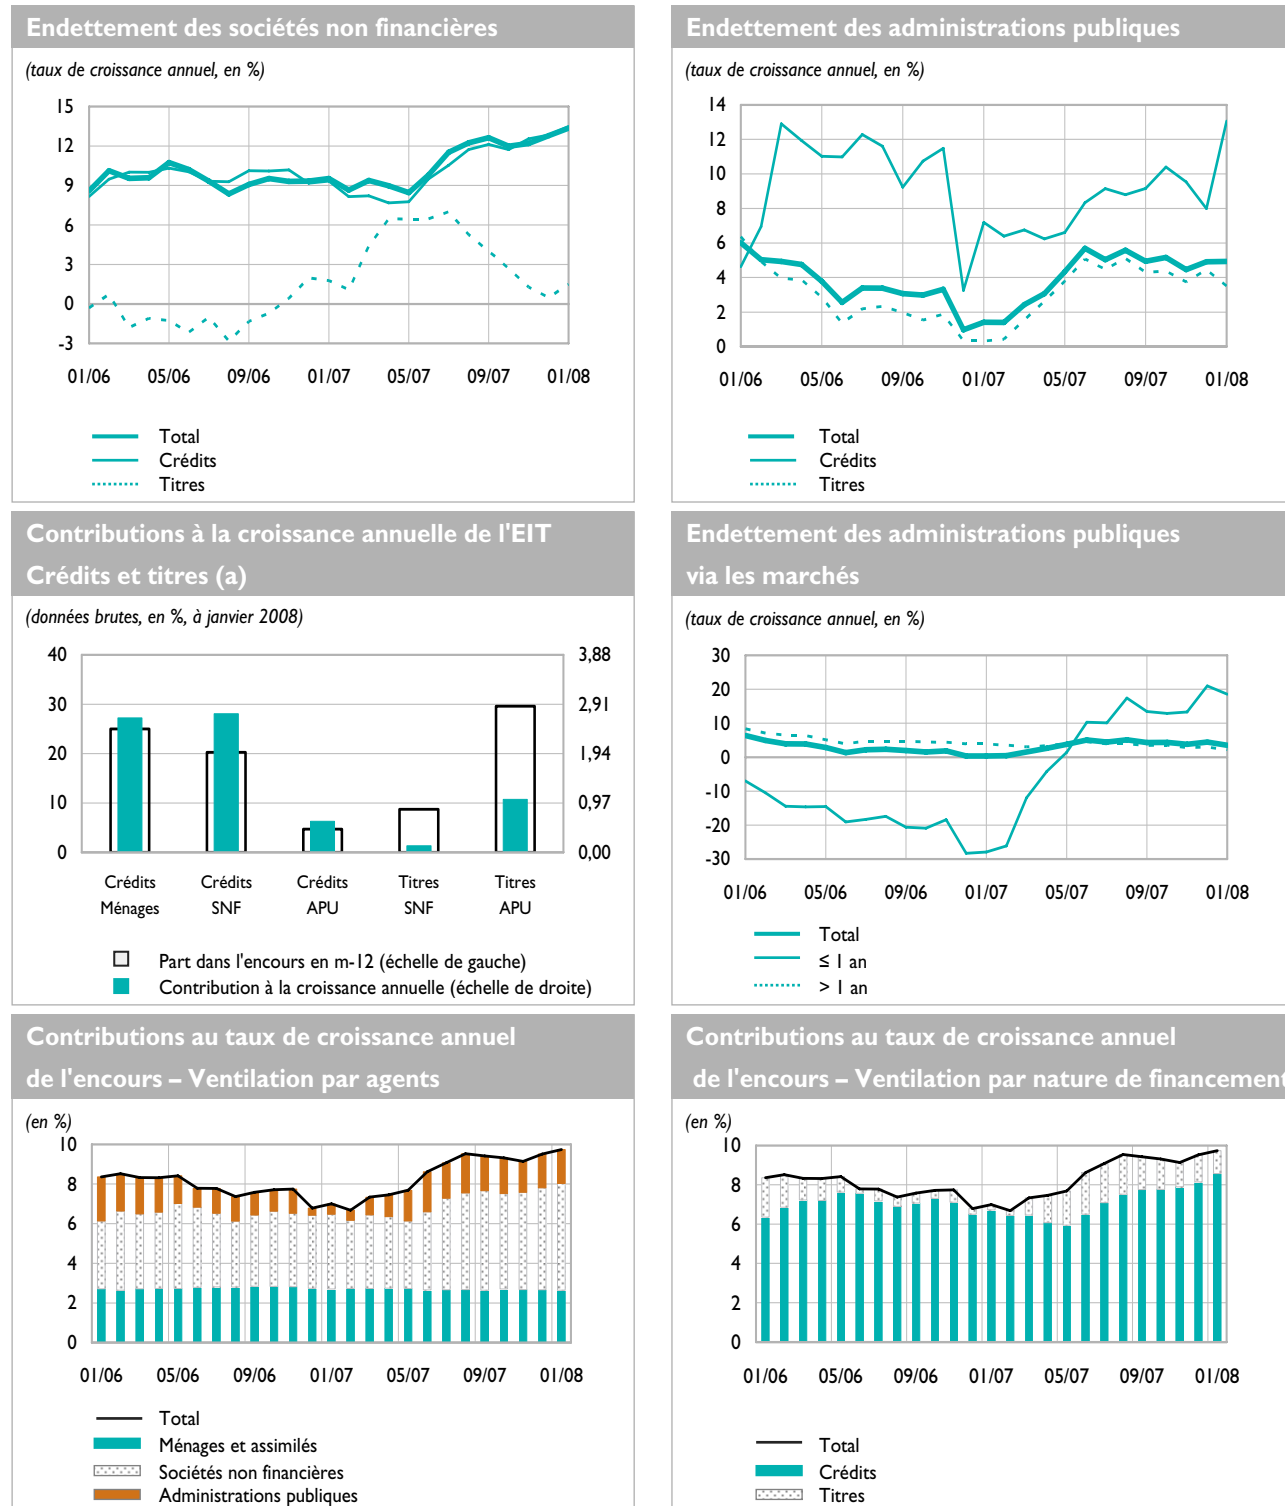 Endettement des sociétés non financières
(taux de croissance annuel, en %)
15
12
9
6
3
0
-3
01/06 05/06 09/06 01/07 05/07 09/07 01/08
Total
Crédits
Titres
Endettement des administrations publiques
(taux de croissance annuel, en %)
14
12
10
8
6
4
2
0
01/06 05/06 09/06 01/07 05/07 09/07 01/08
Total
Crédits
Titres
Contributions à la croissance annuelle de l'EIT
Crédits et titres (a)
(données brutes, en %, à janvier 2008)
40 3,88
30 2,91
20 1,94
10 0,97
0 0,00
Crédits Crédits Crédits Titres Titres
Ménages SNF APU SNF APU
Part dans l'encours en m-12 (échelle de gauche)
Contribution à la croissance annuelle (échelle de droite)
Endettement des administrations publiques
via les marchés
(taux de croissance annuel, en %)
30
20
10
0
-10
-20
-30
01/06 05/06 09/06 01/07 05/07 09/07 01/08
Total
≤ 1 an
> 1 an
Contributions au taux de croissance annuel
de l'encours – Ventilation par agents
(en %)
10
8
6
4
2
0
01/06 05/06 09/06 01/07 05/07 09/07 01/08
Total
Ménages et assimilés
Sociétés non financières
Administrations publiques
Contributions au taux de croissance annuel
de l'encours – Ventilation par nature de financement
(en %)
10
8
6
4
2
0
01/06 05/06 09/06 01/07 05/07 09/07 01/08
Total
Crédits
Titres